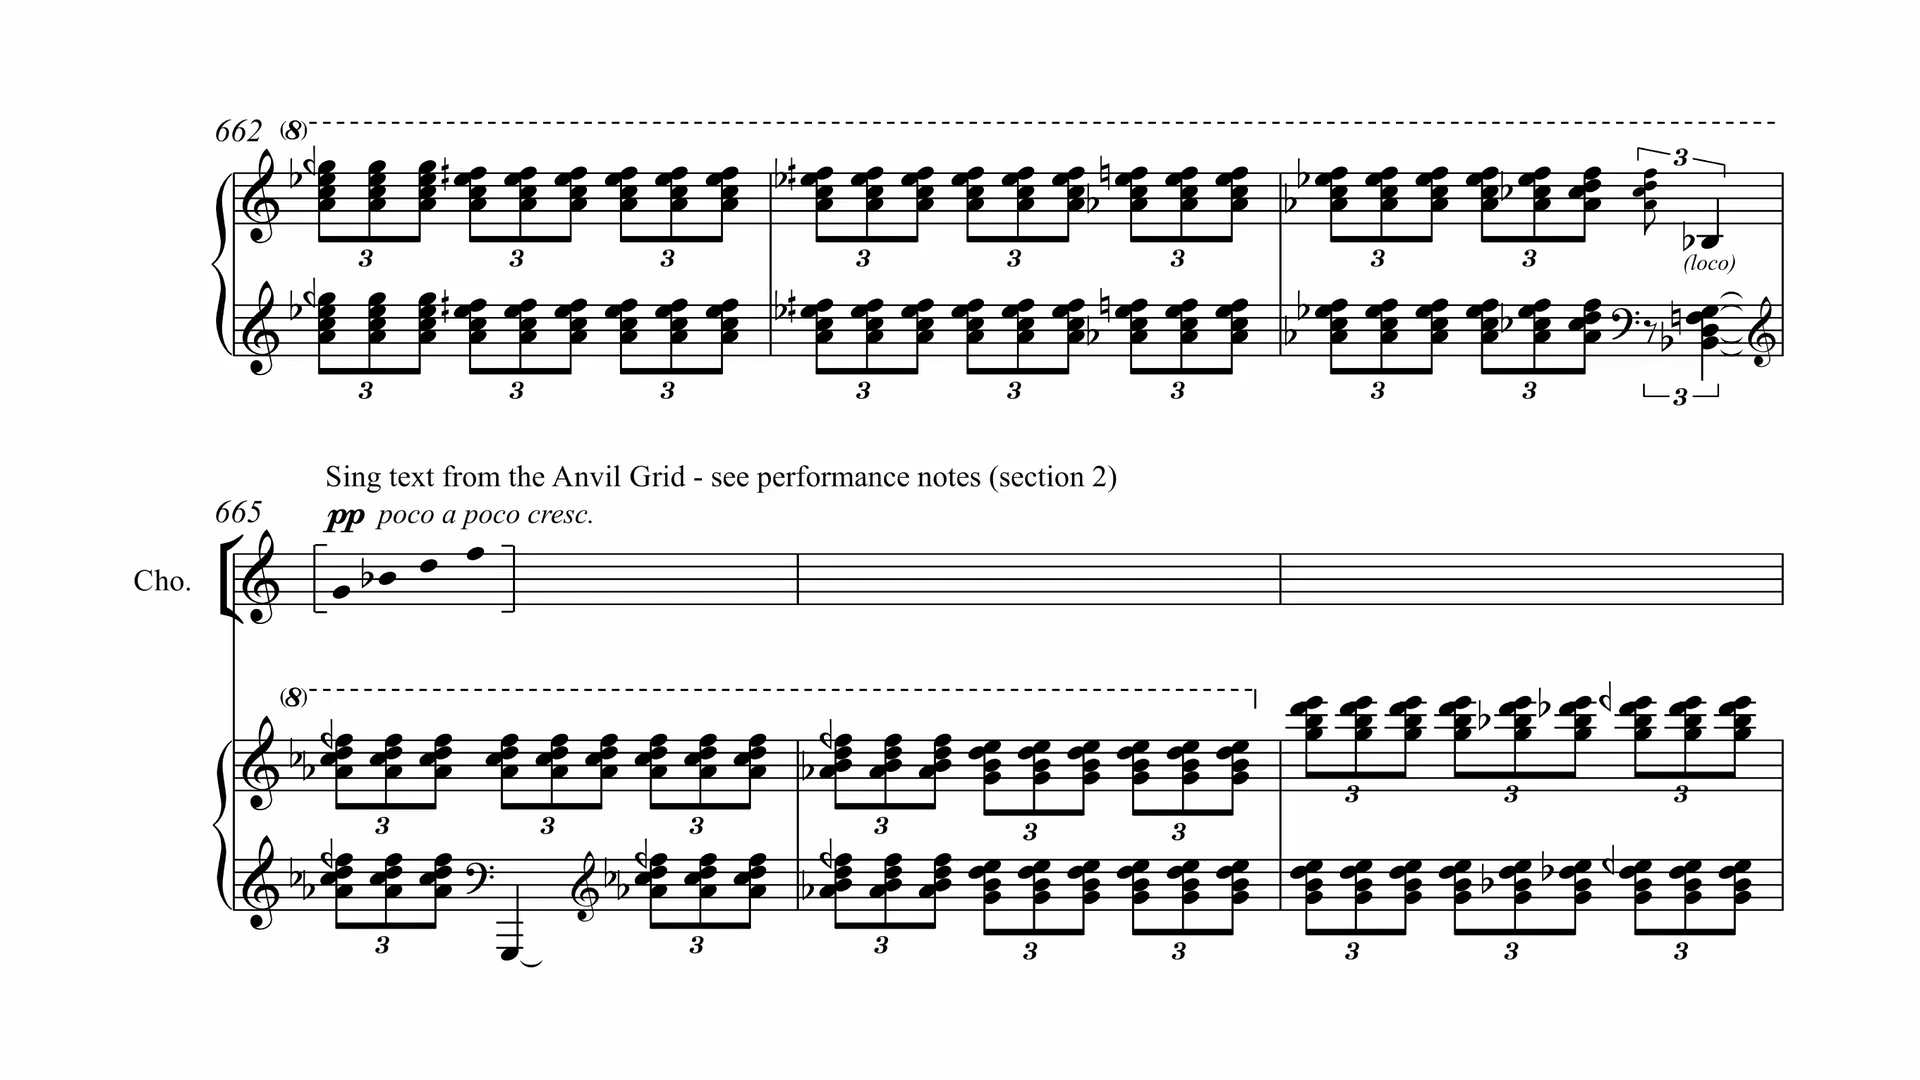 662 (8)
3
3 3 3 3 3 3 3 3
(loco)
3 3 3 3 3 3 3 3 3
Sing text from the Anvil Grid - see performance notes (section 2)
665 pp poco a poco cresc.
Cho.
(8)
3 3 3 3 3 3 3 3 3
3 3 3 3 3 3 3 3